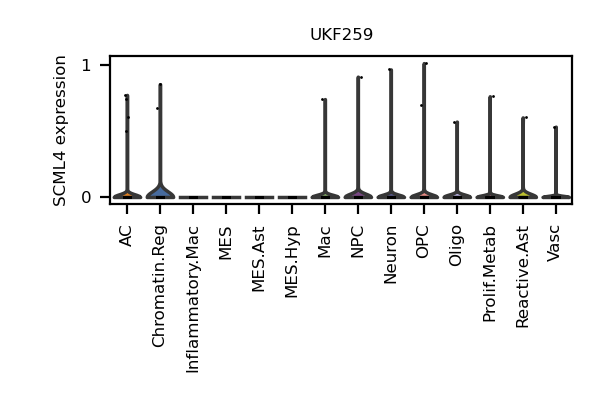 UKF259
SCML4 expression
1
0
AC
Chromatin.Reg
Inflammatory.Mac
MES
MES.Ast
MES.Hyp
Mac
NPC
Neuron
OPC
Oligo
Prolif.Metab
Reactive.Ast
Vasc